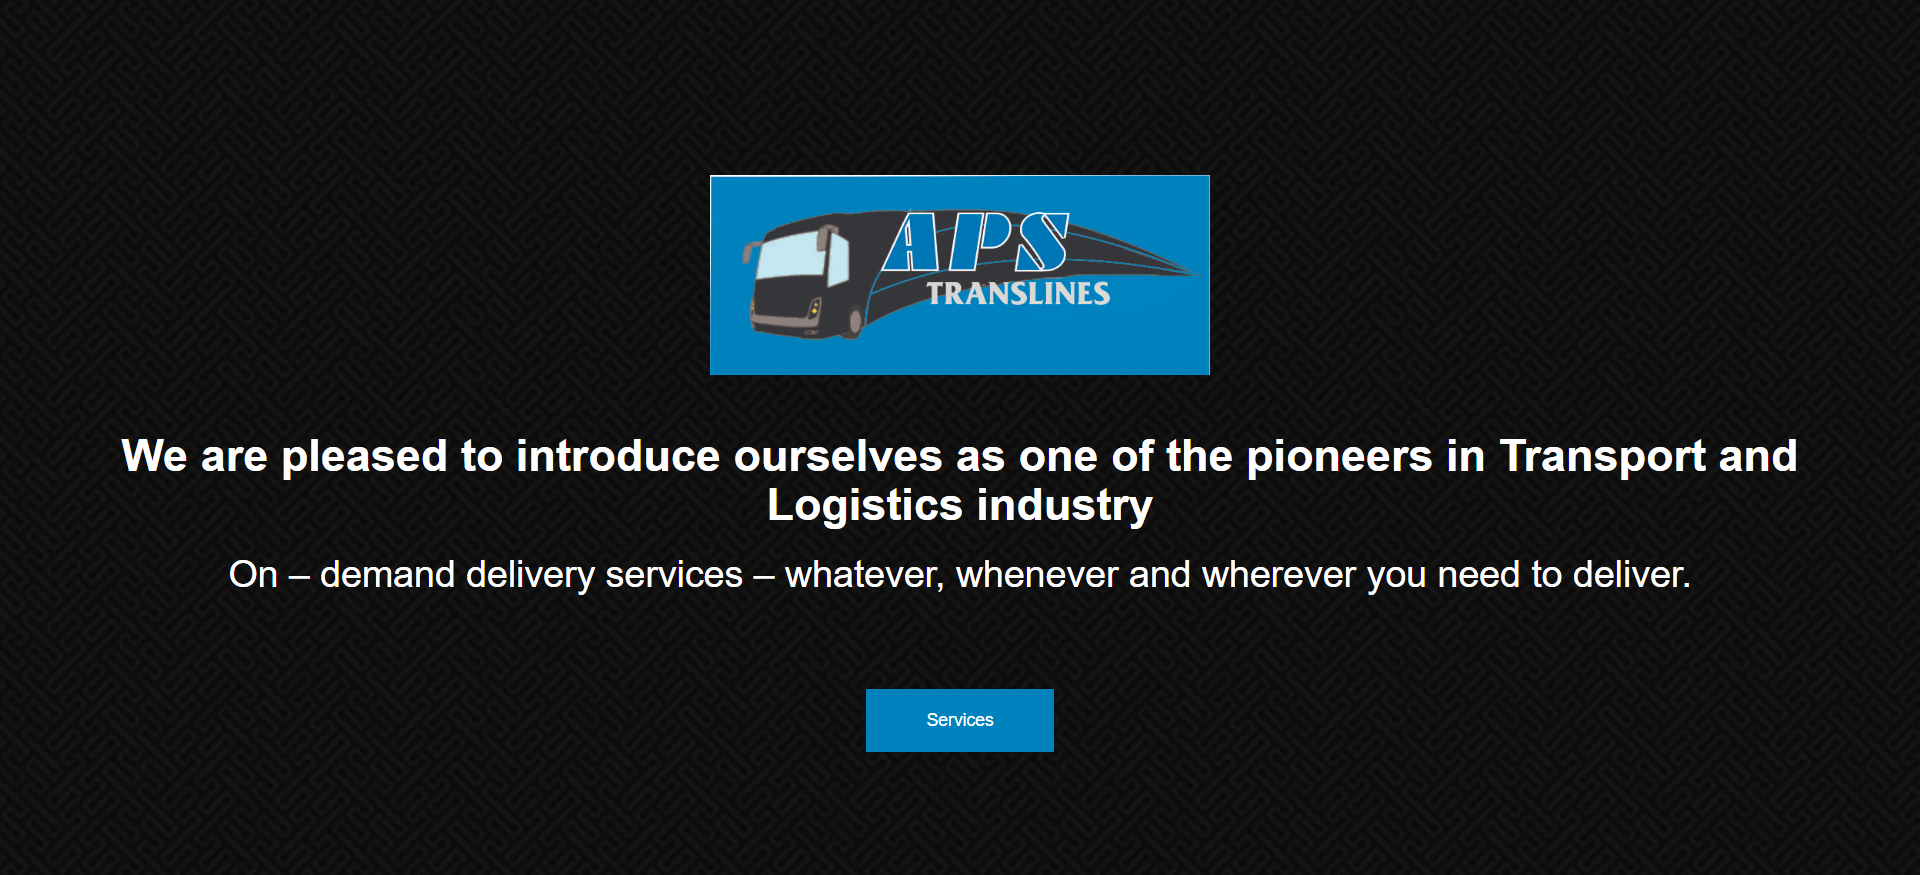 APS
TRANSLINES
We are pleased to introduce ourselves as one of the pioneers in Transport and
Logistics industry
On – demand delivery services – whatever, whenever and wherever you need to deliver.
Services